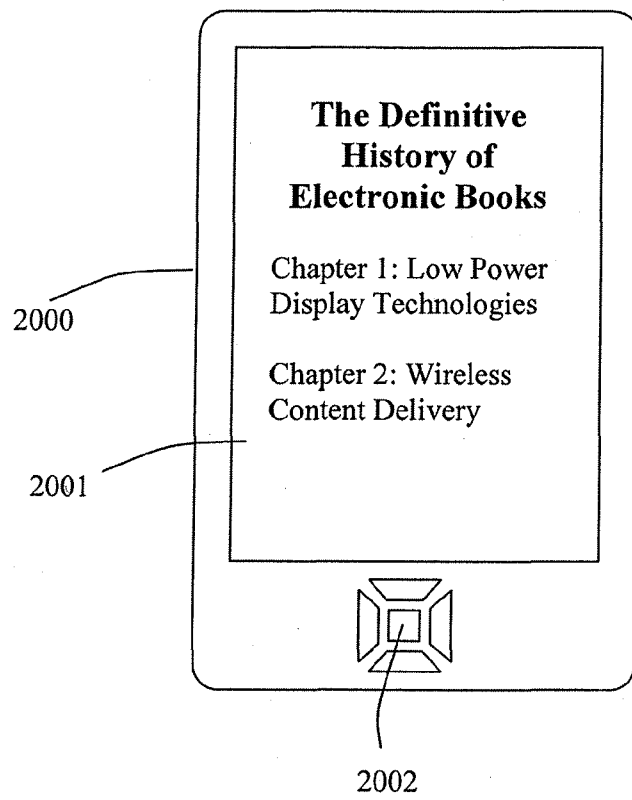 The Definitive
History of
Electronic Books
Chapter 1: Low Power
Display Technologies
Chapter 2: Wireless
Content Delivery
2000
2001
2002